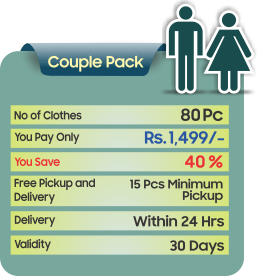 Couple Pack
No of Clothes 80 Pc
You Pay Only Rs. 1,499/-
You Save 40 %
Free Pickup and Delivery 15 Pcs Minimum Pickup
Delivery Within 24 Hrs
Validity 30 Days